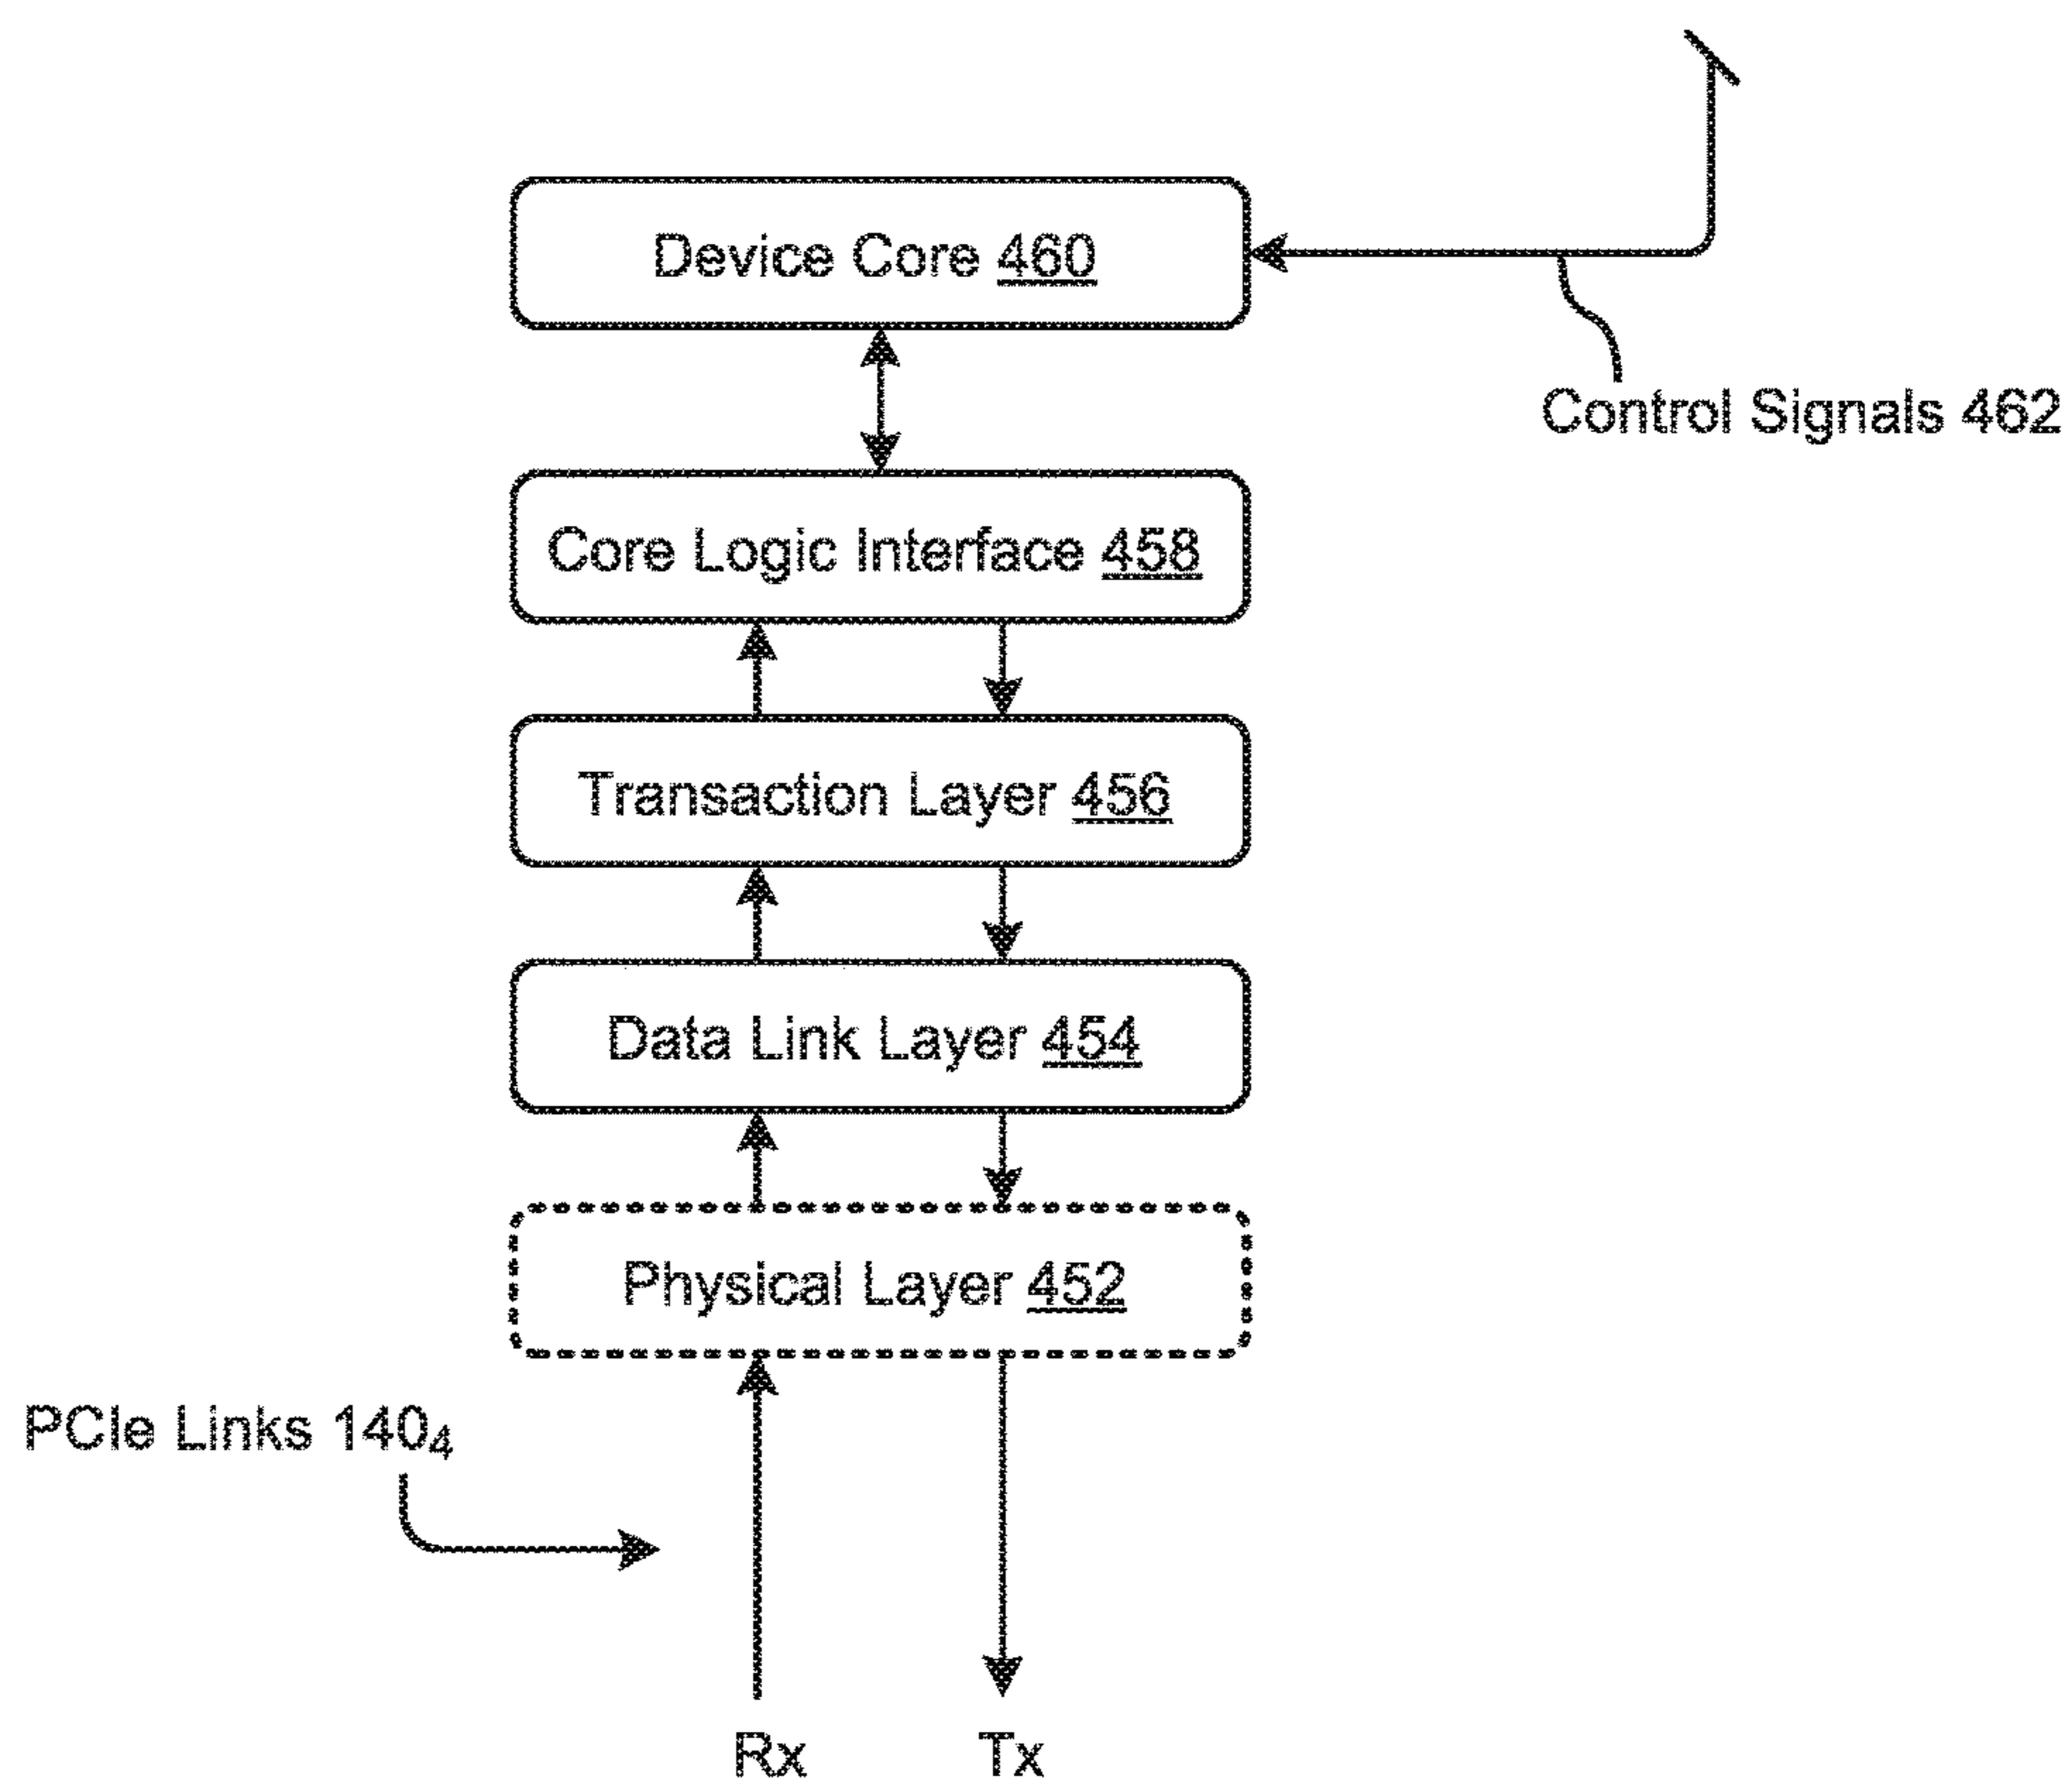 Device Core 460
Control Signals 462
Core Logic Interface 458
Transaction Layer 456
Data Link Layer 454
Physical Layer 452
PCIe Links 140₄
Rx Tx